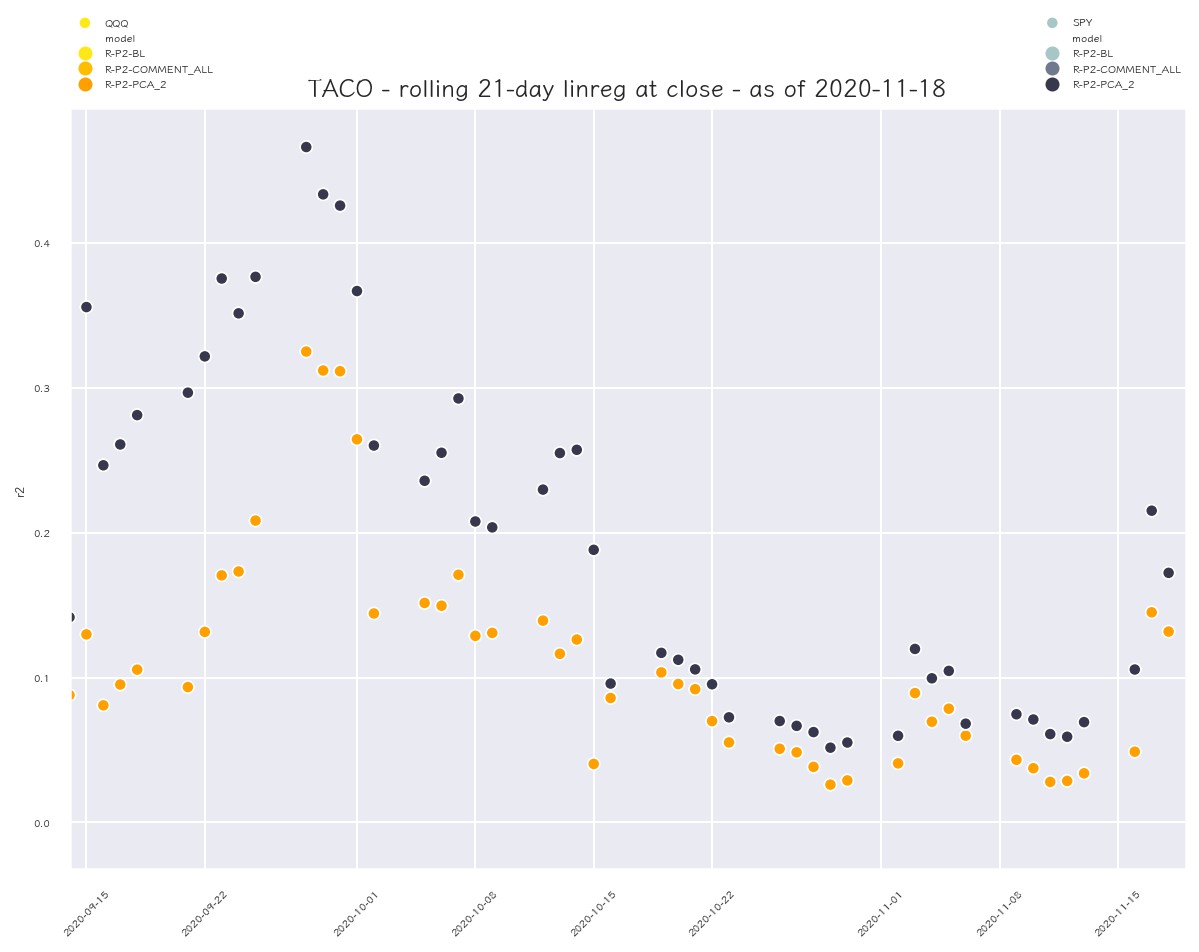 QQQ
model
R-P2-BL
R-P2-COMMENT_ALL
R-P2-PCA_2
SPY
model
R-P2-BL
R-P2-COMMENT_ALL
R-P2-PCA_2
TACO - rolling 21-day linreg at close - as of 2020-11-18
r2
0.4
0.3
0.2
0.1
0.0
2020-09-15
2020-09-22
2020-10-01
2020-10-08
2020-10-15
2020-10-22
2020-11-01
2020-11-08
2020-11-15